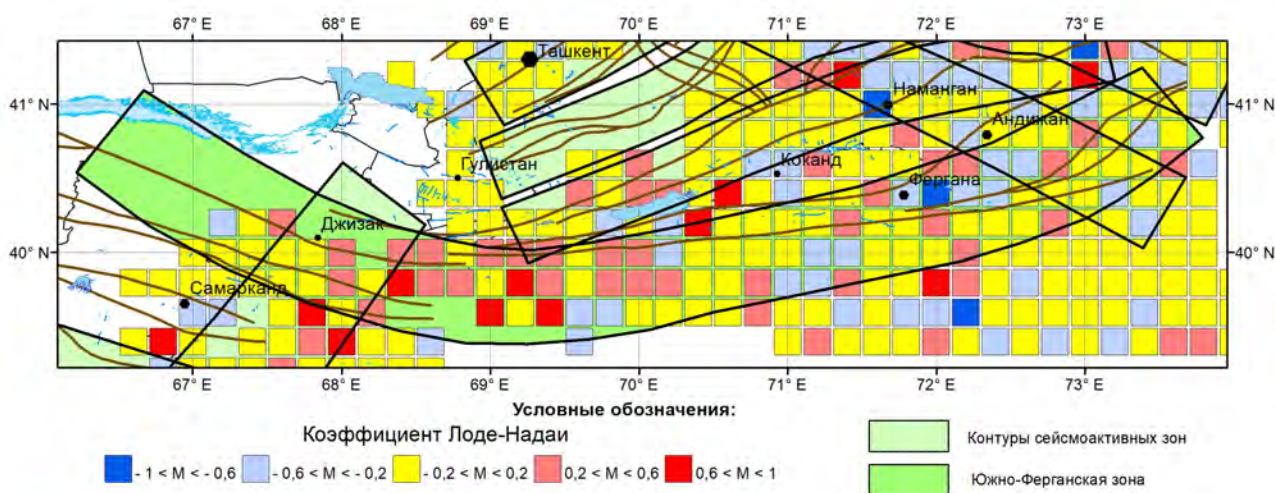 67° E 68° E 69° E 70° E 71° E 72° E 73° E
Ташкент
41° N Наманган 41° N
Андижан
Гулистан Коканд
Фергана
Джизак
40° N 40° N
Самарканд
67° E 68° E 69° E 70° E 71° E 72° E 73° E
Условные обозначения:
Коэффициент Лоде-Надаи
Контуры сейсмоактивных зон
- 1 < М < - 0,6 - 0,6 < М < - 0,2 - 0,2 < М < 0,2 0,2 < М < 0,6 0,6 < М < 1
Южно-Ферганская зона